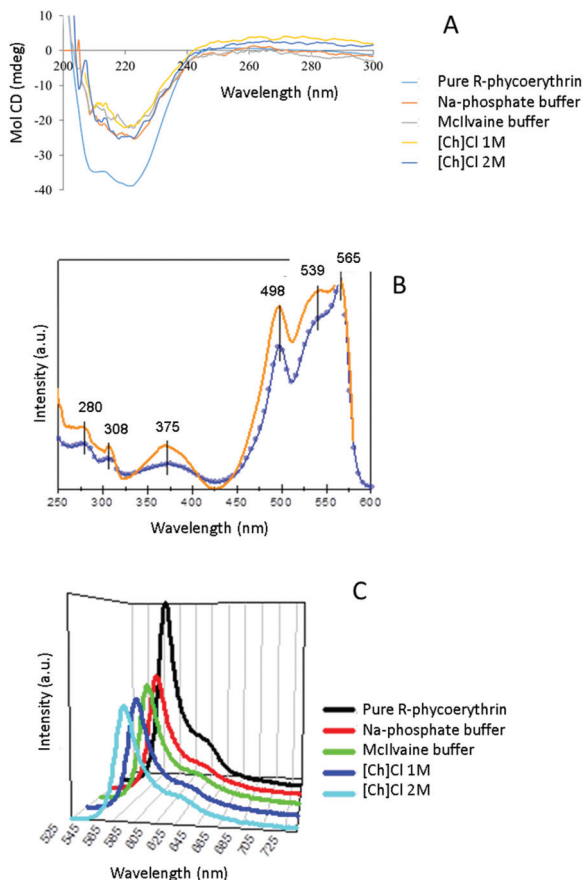 A
Mol CD (mdeg)
10
0
-10
-20
-30
-40
200 220 240 260 280 300
Wavelength (nm)
Pure R-phycoerythrin
Na-phosphate buffer
McIlvaine buffer
[Ch]Cl 1M
[Ch]Cl 2M
B
Intensity (a.u.)
280
308
375
498
539
565
250 300 350 400 450 500 550 600
Wavelength (nm)
C
Intensity (a.u.)
Pure R-phycoerythrin
Na-phosphate buffer
McIlvaine buffer
[Ch]Cl 1M
[Ch]Cl 2M
525 545 565 585 605 625 645 665 685 705 725
Wavelength (nm)